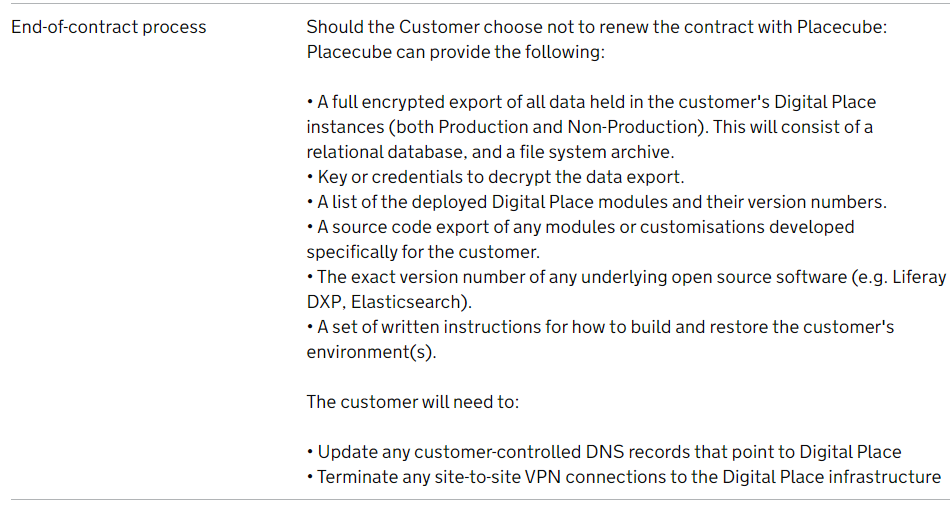 End-of-contract process
Should the Customer choose not to renew the contract with Placecube:
Placecube can provide the following:
• A full encrypted export of all data held in the customer's Digital Place
instances (both Production and Non-Production). This will consist of a
relational database, and a file system archive.
• Key or credentials to decrypt the data export.
• A list of the deployed Digital Place modules and their version numbers.
• A source code export of any modules or customisations developed
specifically for the customer.
• The exact version number of any underlying open source software (e.g. Liferay
DXP, Elasticsearch).
• A set of written instructions for how to build and restore the customer's
environment(s).
The customer will need to:
• Update any customer-controlled DNS records that point to Digital Place
• Terminate any site-to-site VPN connections to the Digital Place infrastructure